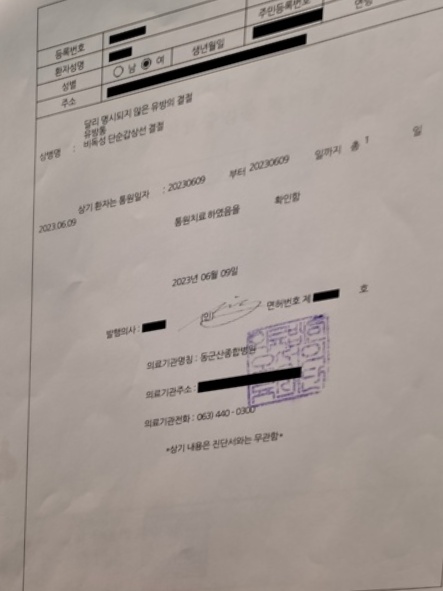 등록번호 주민등록번호
환자성명 연령
성별 ○ 남 ◉ 여 생년월일
주소
상병명 : 달리 명시되지 않은 유방의 결절
유방통
비독성 단순갑상선 결절
상기 환자는 통원일자 : 20230609 부터 20230609 일까지 총 1 일
2023.06.09
통원치료 하였음을 확인함
2023년 06월 09일
발행의사 : (인) 면허번호 제 호
의료기관명칭 : 동군산종합병원
의료기관주소 :
의료기관전화 : 063) 440 - 0300
*상기 내용은 진단서와는 무관함*